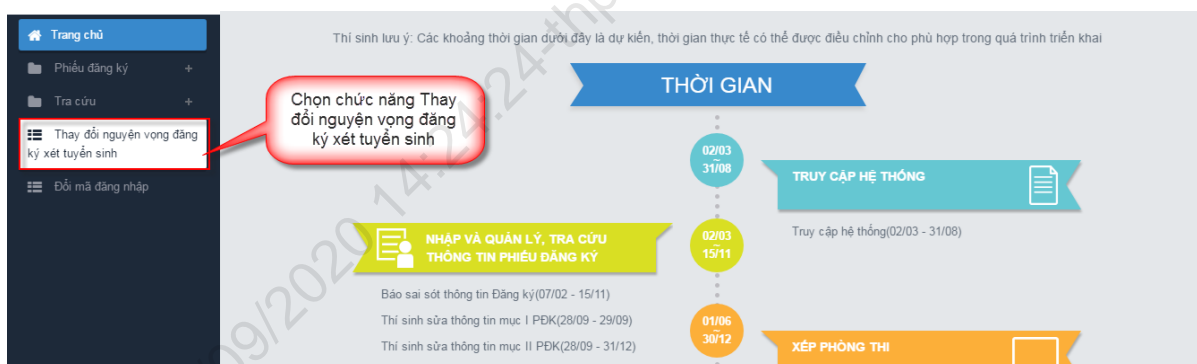 Trang chủ
Phiếu đăng ký +
Tra cứu +
Thay đổi nguyện vọng đăng
ký xét tuyển sinh
Đổi mã đăng nhập
Chọn chức năng Thay
đổi nguyện vọng đăng
ký xét tuyển sinh
Thí sinh lưu ý: Các khoảng thời gian dưới đây là dự kiến, thời gian thực tế có thể được điều chỉnh cho phù hợp trong quá trình triển khai
THỜI GIAN
02/03
~
31/08
TRUY CẬP HỆ THỐNG
Truy cập hệ thống(02/03 - 31/08)
NHẬP VÀ QUẢN LÝ, TRA CỨU
THÔNG TIN PHIẾU ĐĂNG KÝ
02/03
~
15/11
Báo sai sót thông tin Đăng ký(07/02 - 15/11)
Thí sinh sửa thông tin mục I PĐK(28/09 - 29/09)
Thí sinh sửa thông tin mục II PĐK(28/09 - 31/12)
01/06
~
30/12
XẾP PHÒNG THI
09/2020 14:24:24-thp